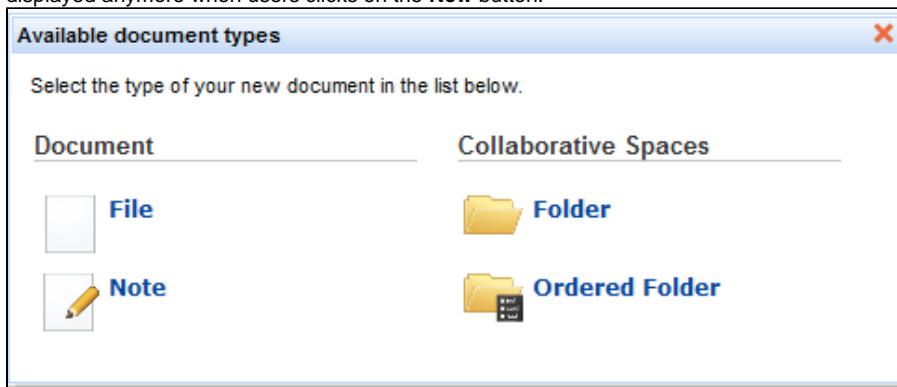 displayed anymore when users clicks on the New button.
Available document types
Select the type of your new document in the list below.
Document
Collaborative Spaces
File
Folder
Note
Ordered Folder